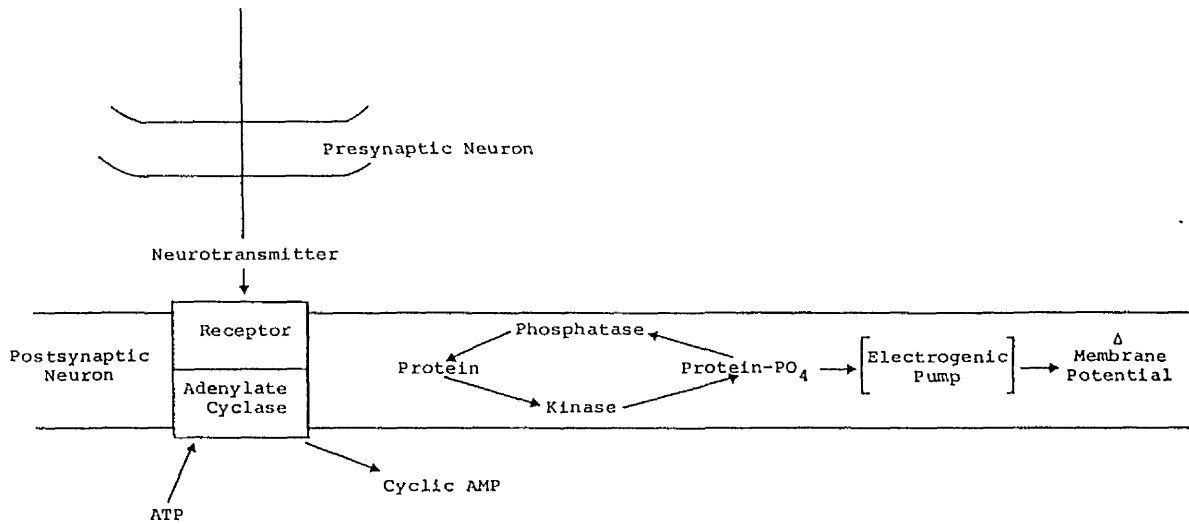 Presynaptic Neuron
Neurotransmitter
Receptor
Postsynaptic
Neuron
Adenylate
Cyclase
Phosphatase
Protein
Kinase
Protein-PO4
Electrogenic
Pump
Δ
Membrane
Potential
Cyclic AMP
ATP